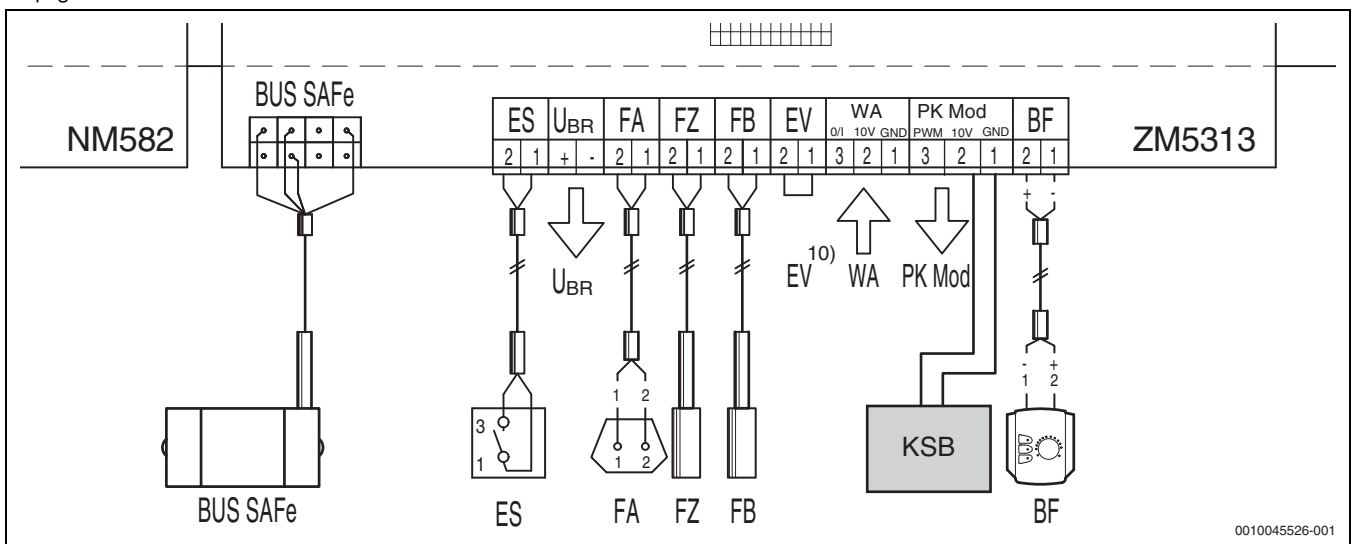 BUS SAFe
NM582
ZM5313
ES UBR FA FZ FB EV WA PK Mod BF
0/I 10V GND PWM 10V GND
2 1 + - 2 1 2 1 2 1 2 1 3 2 1 3 2 1 2 1
+ -
UBR
EV 10) WA PK Mod
- +
1 2 1 2
3
1
1 2
KSB
BUS SAFe
ES FA FZ FB BF
0010045526-001